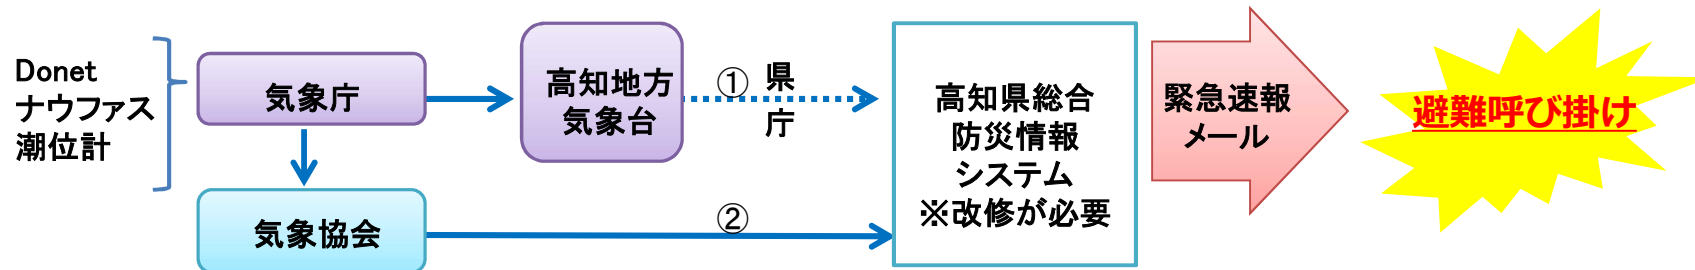 Donet
ナウファス
潮位計
気象庁
高知地方
気象台
①
県
庁
気象協会
②
高知県総合
防災情報
システム
※改修が必要
緊急速報
メール
避難呼び掛け